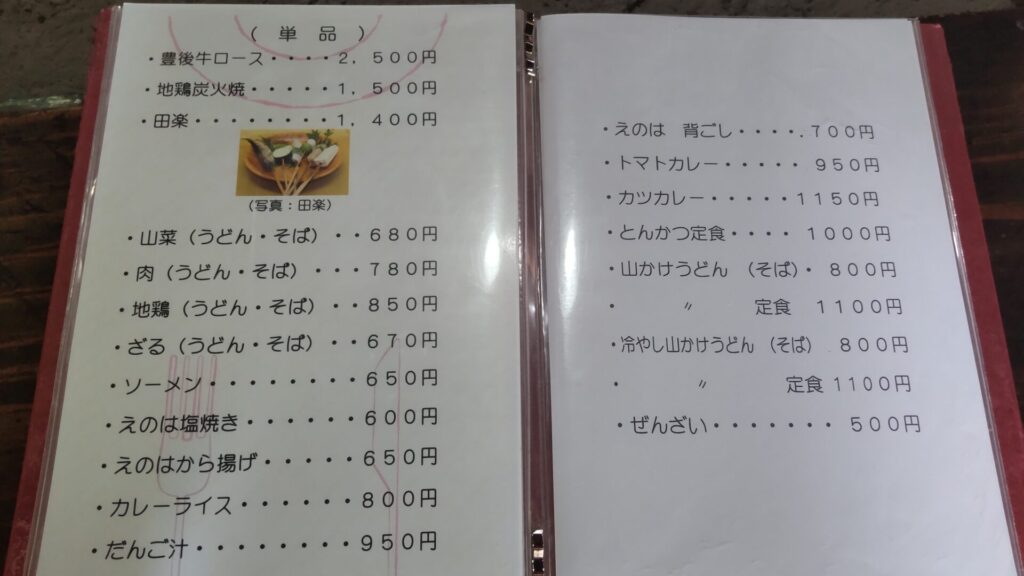 （　単　品　）
・豊後牛ロース・・・・２，５００円
・地鶏炭火焼・・・・・１，５００円
・田楽・・・・・・・・１，４００円
（写真：田楽）
・山菜（うどん・そば）・・６８０円
・肉（うどん・そば）・・・７８０円
・地鶏（うどん・そば）・・８５０円
・ざる（うどん・そば）・・６７０円
・ソーメン・・・・・・・・６５０円
・えのは塩焼き・・・・・・６００円
・えのはから揚げ・・・・・６５０円
・カレーライス・・・・・・８００円
・だんご汁・・・・・・・・９５０円
・えのは　背ごし・・・・.７００円
・トマトカレー・・・・・　９５０円
・カツカレー・・・・・１１５０円
・とんかつ定食・・・・　１０００円
・山かけうどん　（そば）・　８００円
・　　　〃　　　定食　１１００円
・冷やし山かけうどん　（そば）　８００円
・　　　〃　　　定食 １１００円
・ぜんざい・・・・・・・　５００円